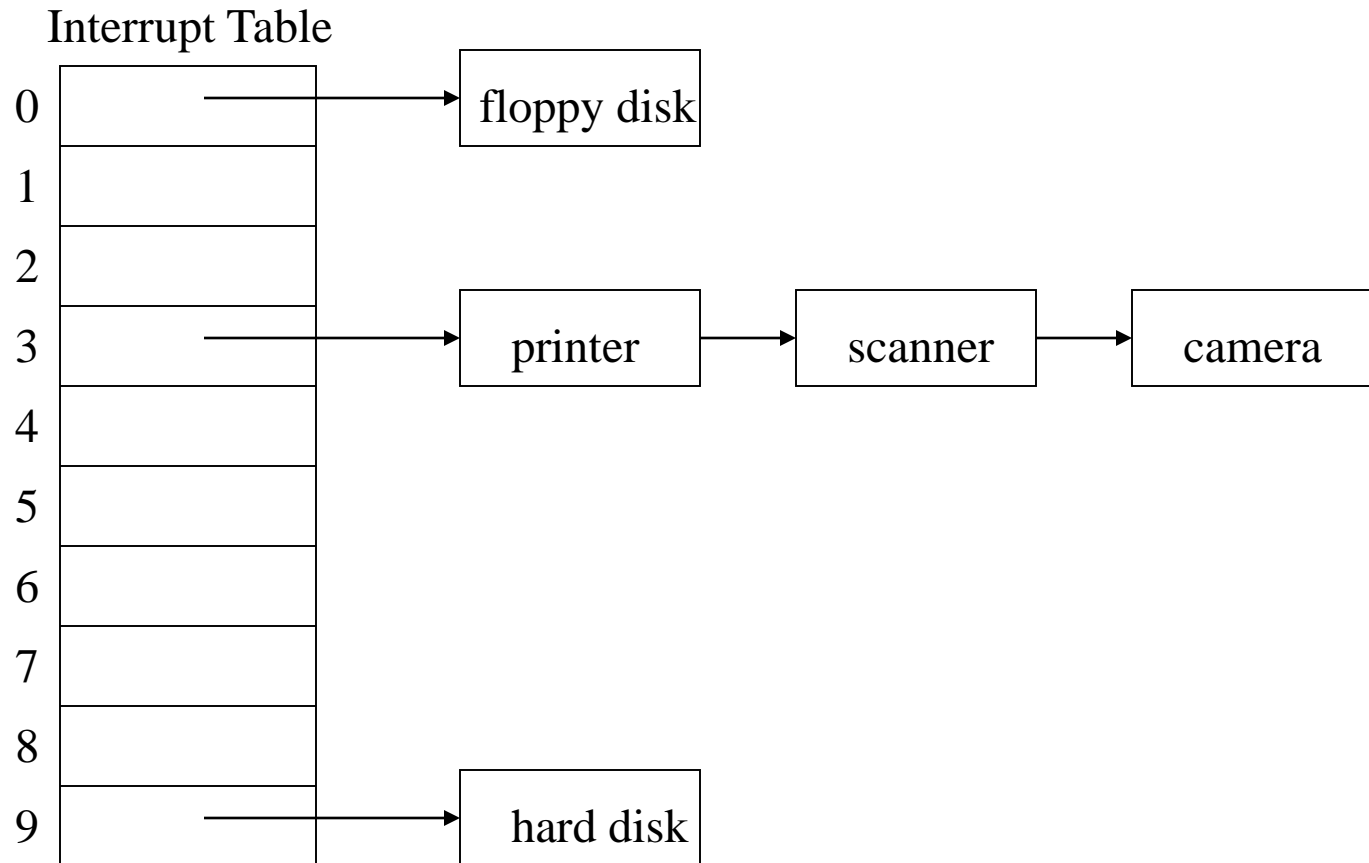 Interrupt Table
0
floppy disk
1
2
3
printer
scanner
camera
4
5
6
7
8
9
hard disk